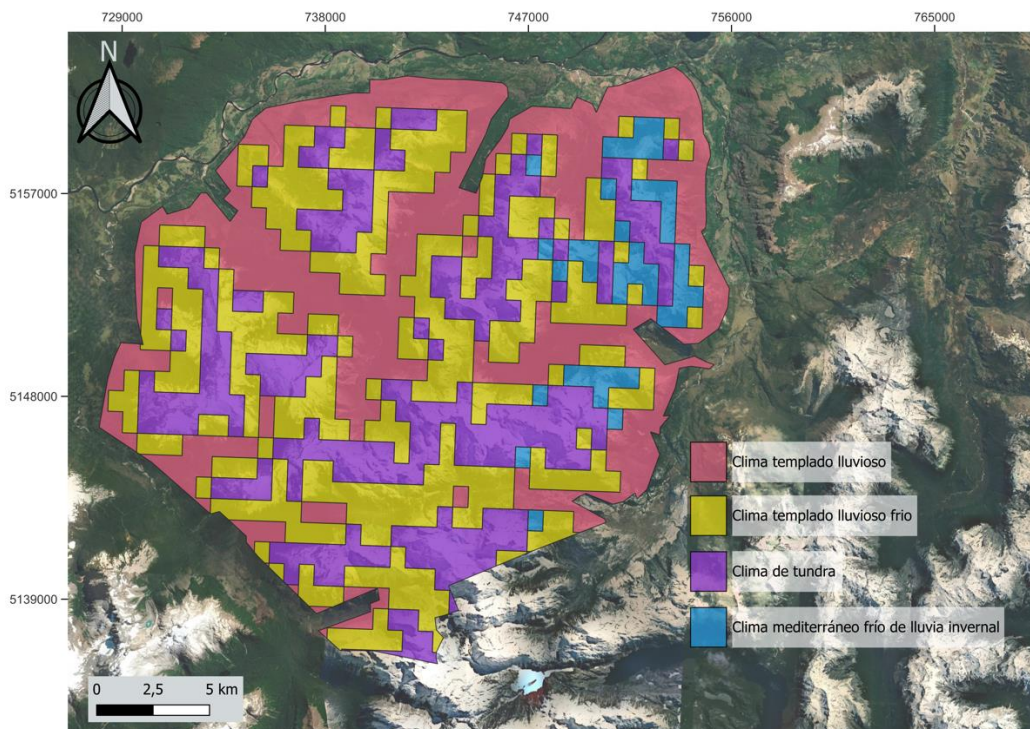 729000 738000 747000 756000 765000
N
5157000
5148000
5139000
Clima templado lluvioso
Clima templado lluvioso frio
Clima de tundra
Clima mediterráneo frío de lluvia invernal
0 2,5 5 km